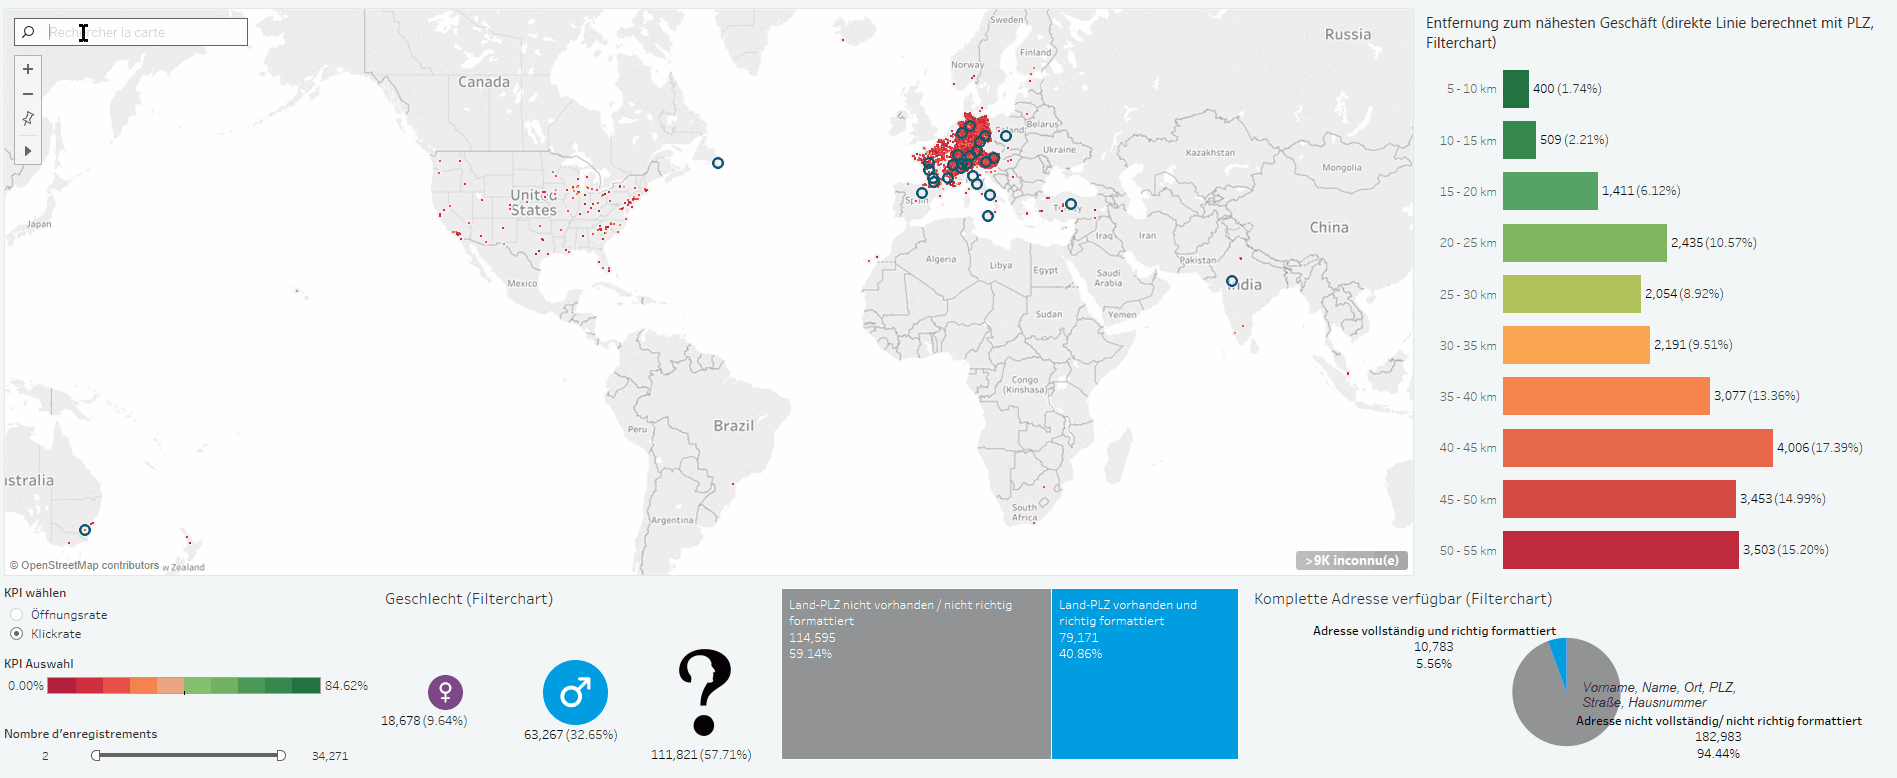 Rechercher la carte
Sweden
Russia
Finland
Norway
Canada
Poland
Belarus
Ukraine
Kazakhstan
Mongolia
United
States
Spain
Turkey
Japan
China
Iraq
Iran
Algeria
Libya
Egypt
Pakistan
Saudi
Arabia
Mexico
India
Sudan
Yemen
Congo
(Kinshasa)
Brazil
Peru
ustralia
South
Africa
Argentina
© OpenStreetMap contributors
w Zealand
>9K inconnu(e)
Entfernung zum nähesten Geschäft (direkte Linie berechnet mit PLZ,
Filterchart)
5 - 10 km 400 (1.74%)
10 - 15 km 509 (2.21%)
15 - 20 km 1,411 (6.12%)
20 - 25 km 2,435 (10.57%)
25 - 30 km 2,054 (8.92%)
30 - 35 km 2,191 (9.51%)
35 - 40 km 3,077 (13.36%)
40 - 45 km 4,006 (17.39%)
45 - 50 km 3,453 (14.99%)
50 - 55 km 3,503 (15.20%)
KPI wählen
Öffnungsrate
Klickrate
KPI Auswahl
0.00% 84.62%
Nombre d'enregistrements
2 34,271
Geschlecht (Filterchart)
18,678 (9.64%)
63,267 (32.65%)
111,821 (57.71%)
Land-PLZ nicht vorhanden / nicht richtig
formattiert
114,595
59.14%
Land-PLZ vorhanden und
richtig formattiert
79,171
40.86%
Komplette Adresse verfügbar (Filterchart)
Adresse vollständig und richtig formattiert
10,783
5.56%
Vorname, Name, Ort, PLZ,
Straße, Hausnummer
Adresse nicht vollständig/ nicht richtig formattiert
182,983
94.44%